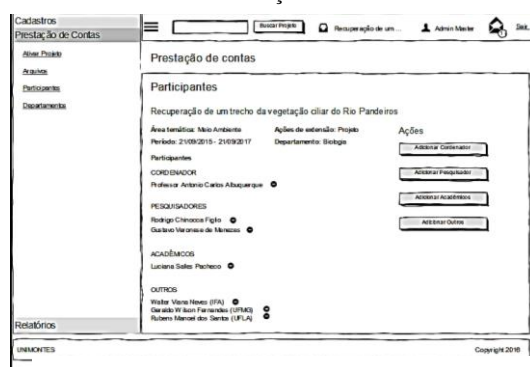 Cadastros
Prestação de Contas
Ativar Projeto
Arquivos
Participantes
Departamentos
Relatórios
Buscar Projeto
Recuperação de um ...
Admin Master
Sair.
Prestação de contas
Participantes
Recuperação de um trecho da vegetação ciliar do Rio Pandeiros
Área temática: Meio Ambiente Ações de extensão: Projeto
Período: 21/09/2015 - 21/09/2017 Departamento: Biologia
Participantes
CORDENADOR
Professor Antonio Carlos Albuquerque
PESQUISADORES
Rodrigo Chinocca Figlio
Gustavo Veronese de Menezes
ACADÊMICOS
Luciana Salles Pacheco
OUTROS
Walter Viana Neves (IFA)
Geraldo Wilson Fernandes (UFMG)
Rubens Manoel dos Santos (UFLA)
Ações
Adicionar Cordenador
Adicionar Pesquisador
Adicionar Acadêmicos
Adicionar Outros
UNIMONTES
Copyright 2016